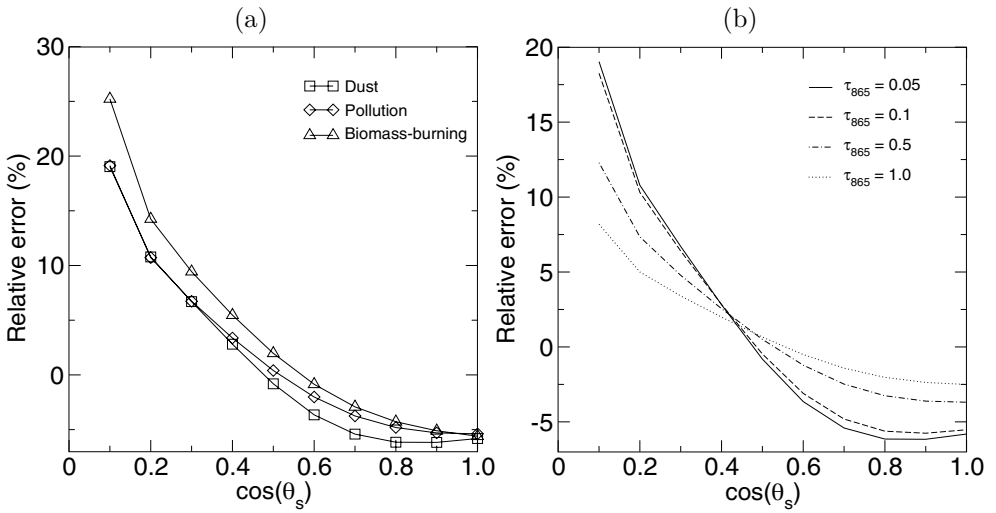 (a)
30
20
10
0
Relative error (%)
Dust
Pollution
Biomass-burning
0 0.2 0.4 0.6 0.8 1.0
cos(θs)
(b)
20
15
10
5
0
-5
Relative error (%)
τ865 = 0.05
τ865 = 0.1
τ865 = 0.5
τ865 = 1.0
0 0.2 0.4 0.6 0.8 1.0
cos(θs)